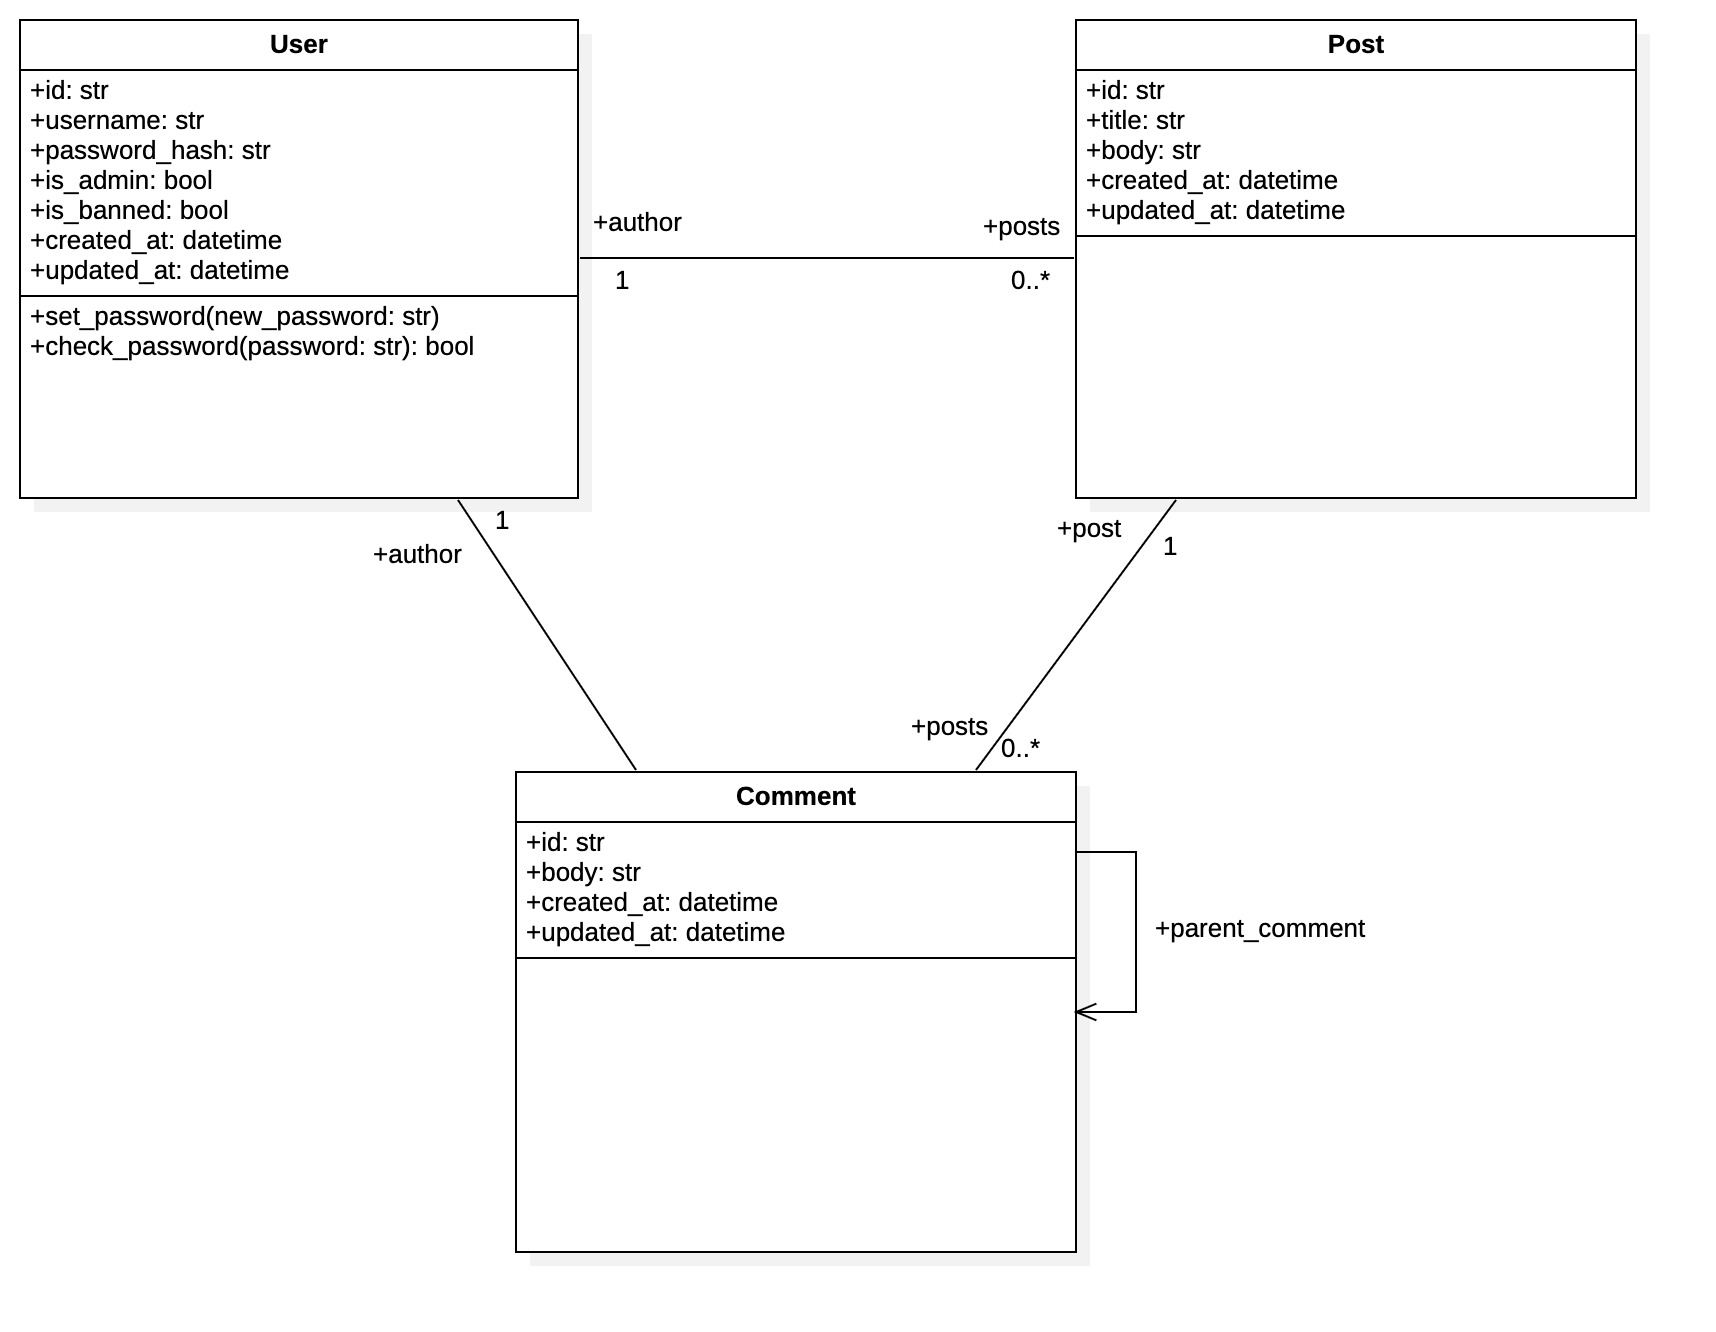 User
+id: str
+username: str
+password_hash: str
+is_admin: bool
+is_banned: bool
+created_at: datetime
+updated_at: datetime
+set_password(new_password: str)
+check_password(password: str): bool
+author
1
+posts
0..*
Post
+id: str
+title: str
+body: str
+created_at: datetime
+updated_at: datetime
1
+author
+post
1
+posts
0..*
Comment
+id: str
+body: str
+created_at: datetime
+updated_at: datetime
+parent_comment